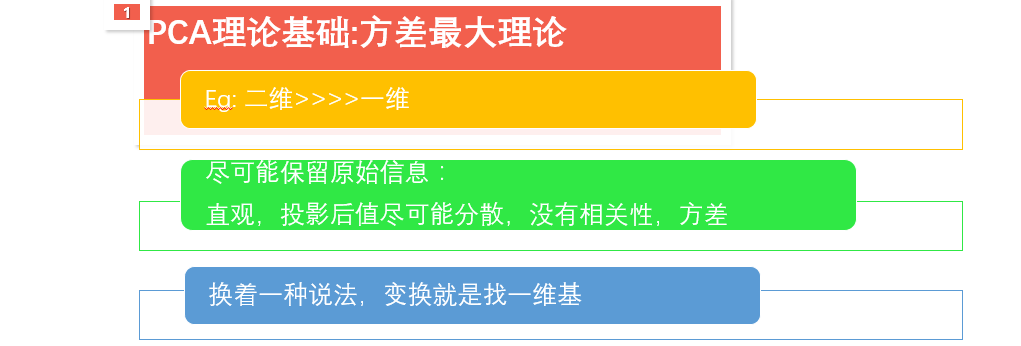 1
PCA理论基础:方差最大理论
Eg: 二维>>>>一维
尽可能保留原始信息：
直观，投影后值尽可能分散，没有相关性，方差
换着一种说法，变换就是找一维基